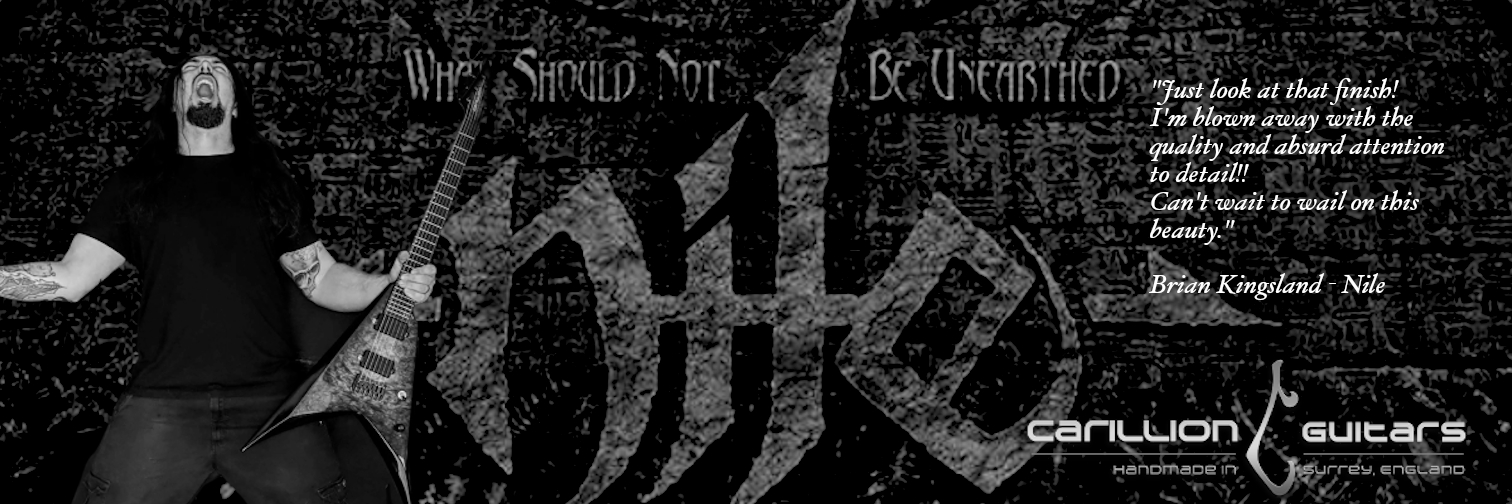 What Should Not Be Unearthed
nile
"Just look at that finish!
I'm blown away with the
quality and absurd attention
to detail!!
Can't wait to wail on this
beauty."
Brian Kingsland - Nile
CARILLION GUITARS
HANDMADE IN SURREY, ENGLAND